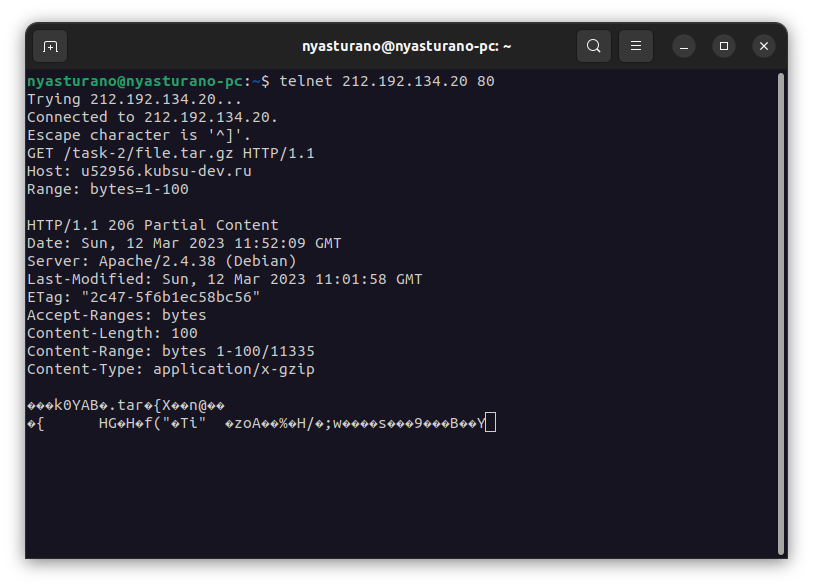 nyasturano@nyasturano-pc: ~
nyasturano@nyasturano-pc:~$ telnet 212.192.134.20 80
Trying 212.192.134.20...
Connected to 212.192.134.20.
Escape character is '^]'.
GET /task-2/file.tar.gz HTTP/1.1
Host: u52956.kubsu-dev.ru
Range: bytes=1-100
HTTP/1.1 206 Partial Content
Date: Sun, 12 Mar 2023 11:52:09 GMT
Server: Apache/2.4.38 (Debian)
Last-Modified: Sun, 12 Mar 2023 11:01:58 GMT
ETag: "2c47-5f6b1ec58bc56"
Accept-Ranges: bytes
Content-Length: 100
Content-Range: bytes 1-100/11335
Content-Type: application/x-gzip
���k0YAB�.tar�{X��n@��
�{      HG�H�f("�Ti"  �zoA��%�H/�;w����s���9���B��Y